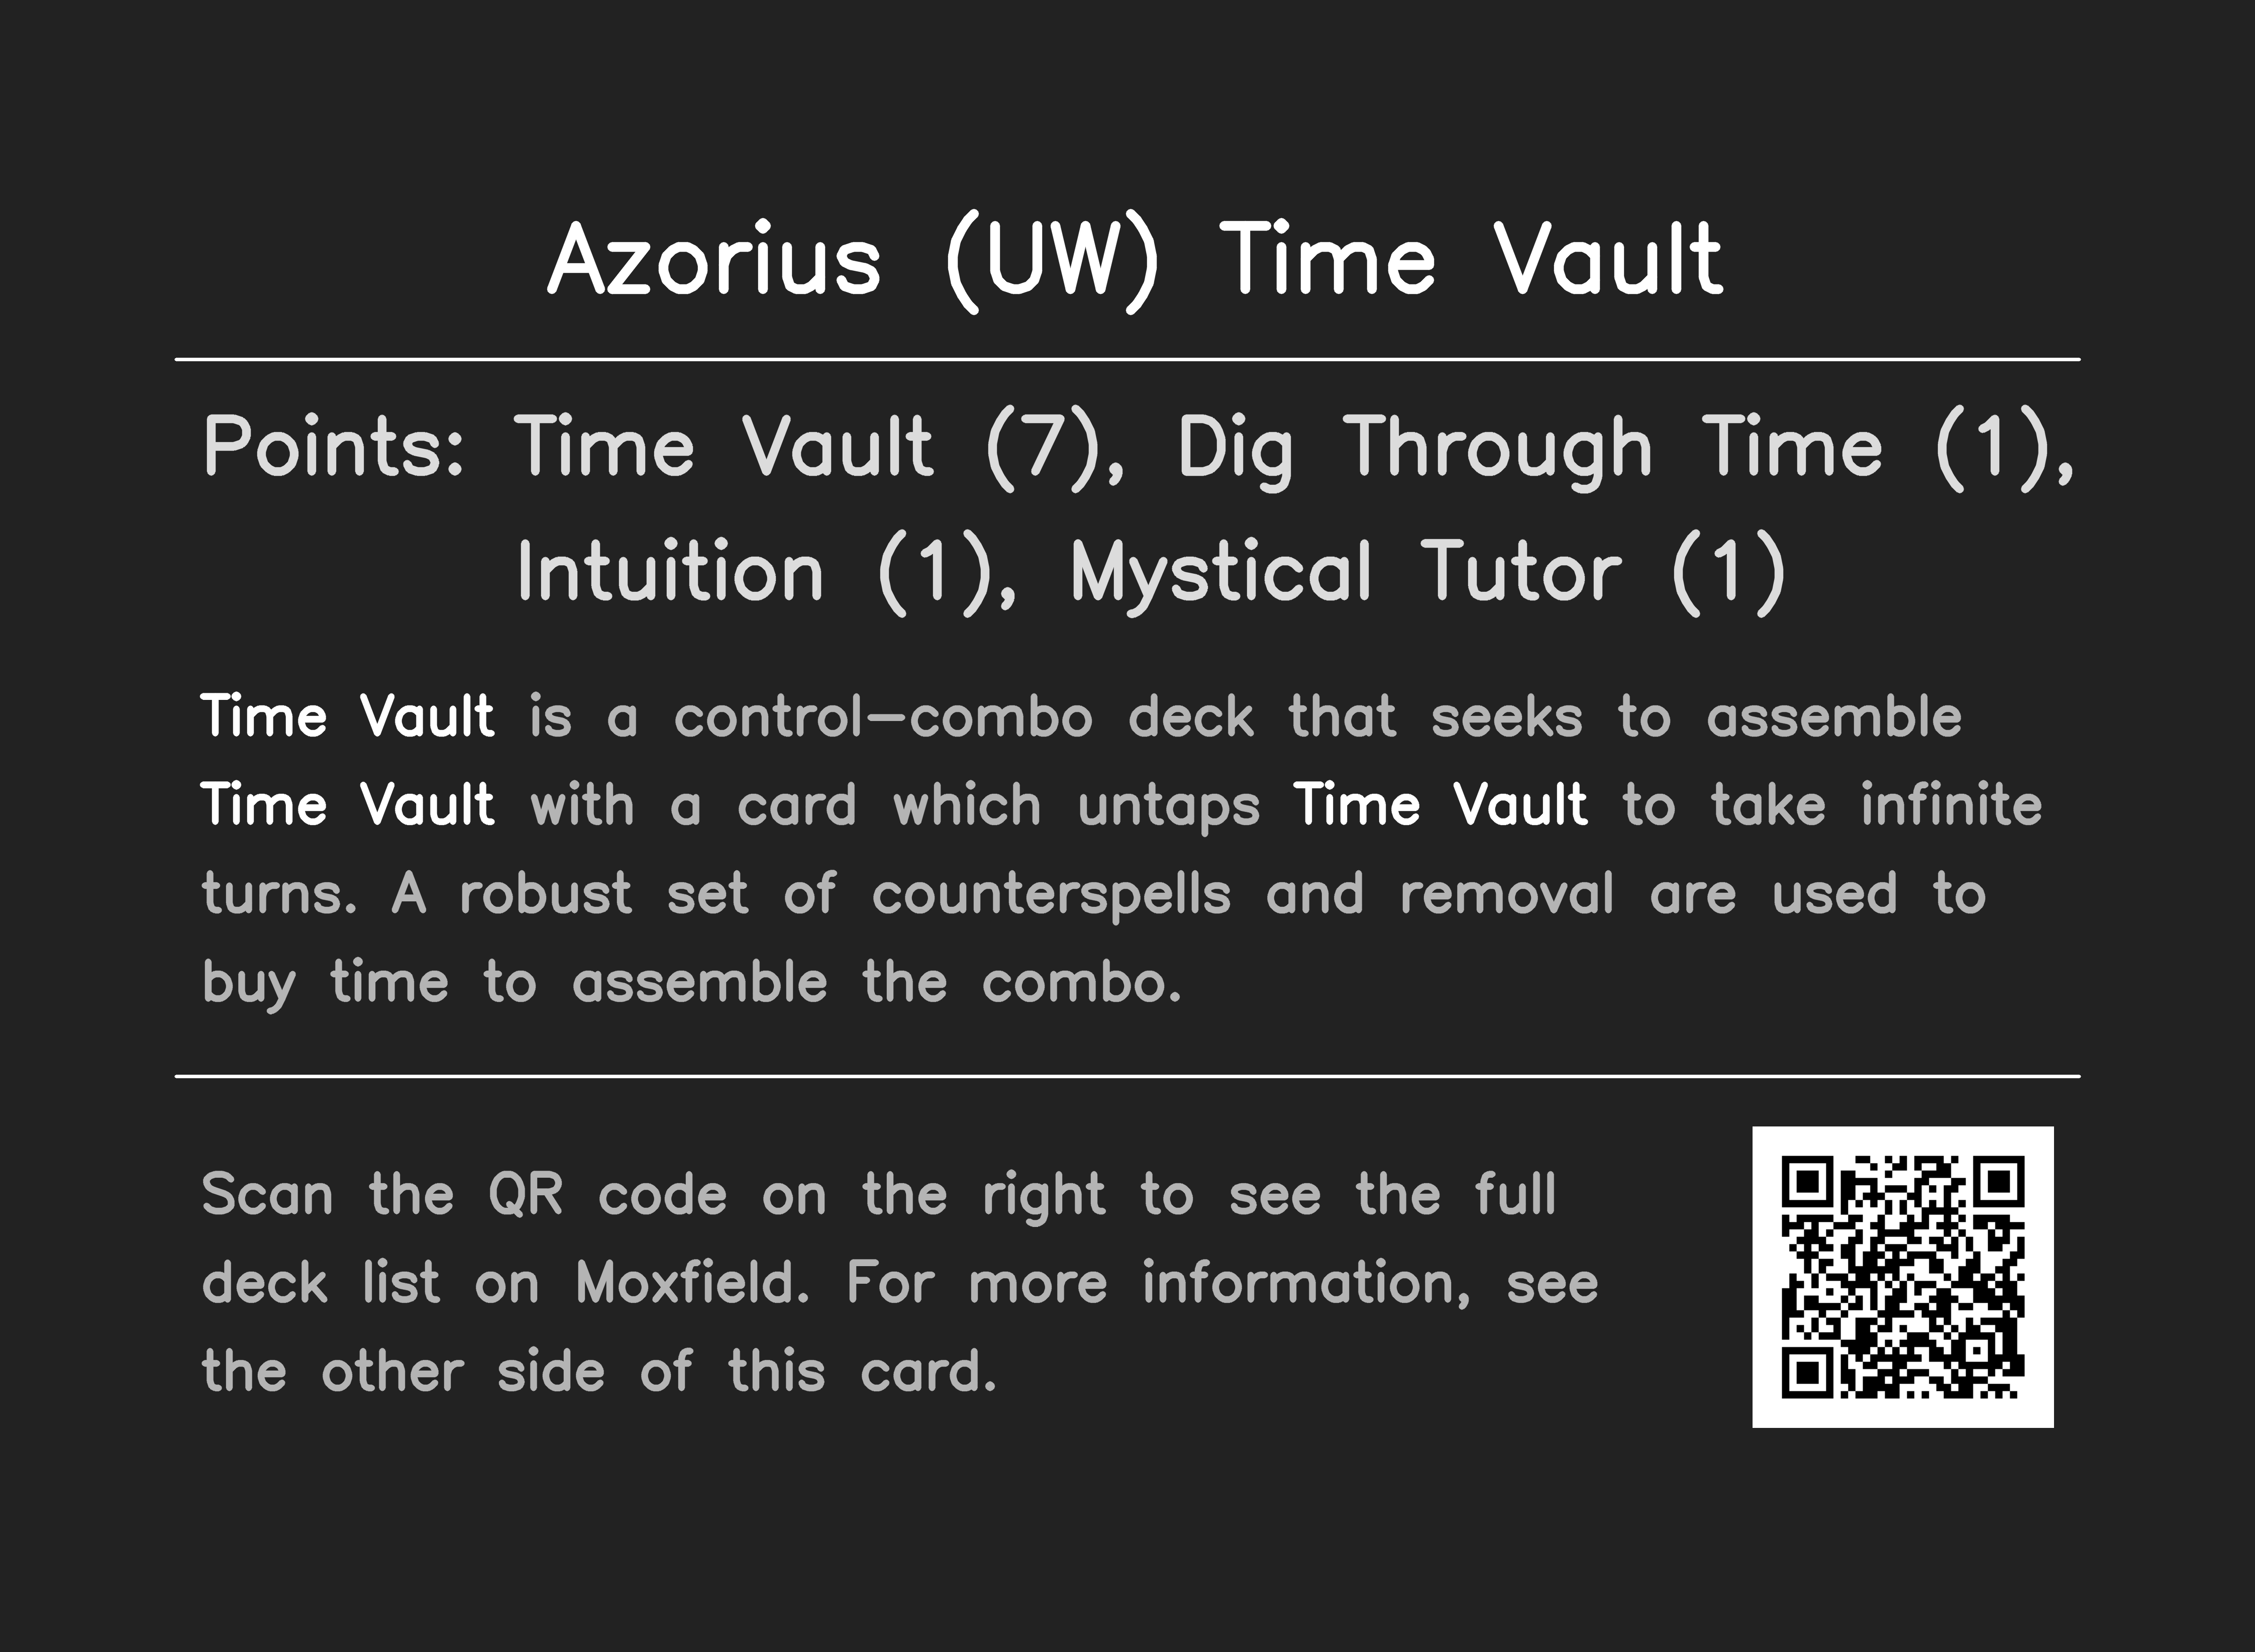 Azorius (UW) Time Vault
Points: Time Vault (7), Dig Through Time (1),
Intuition (1), Mystical Tutor (1)
Time Vault is a control–combo deck that seeks to assemble
Time Vault with a card which untaps Time Vault to take infinite
turns. A robust set of counterspells and removal are used to
buy time to assemble the combo.
Scan the QR code on the right to see the full
deck list on Moxfield. For more information, see
the other side of this card.